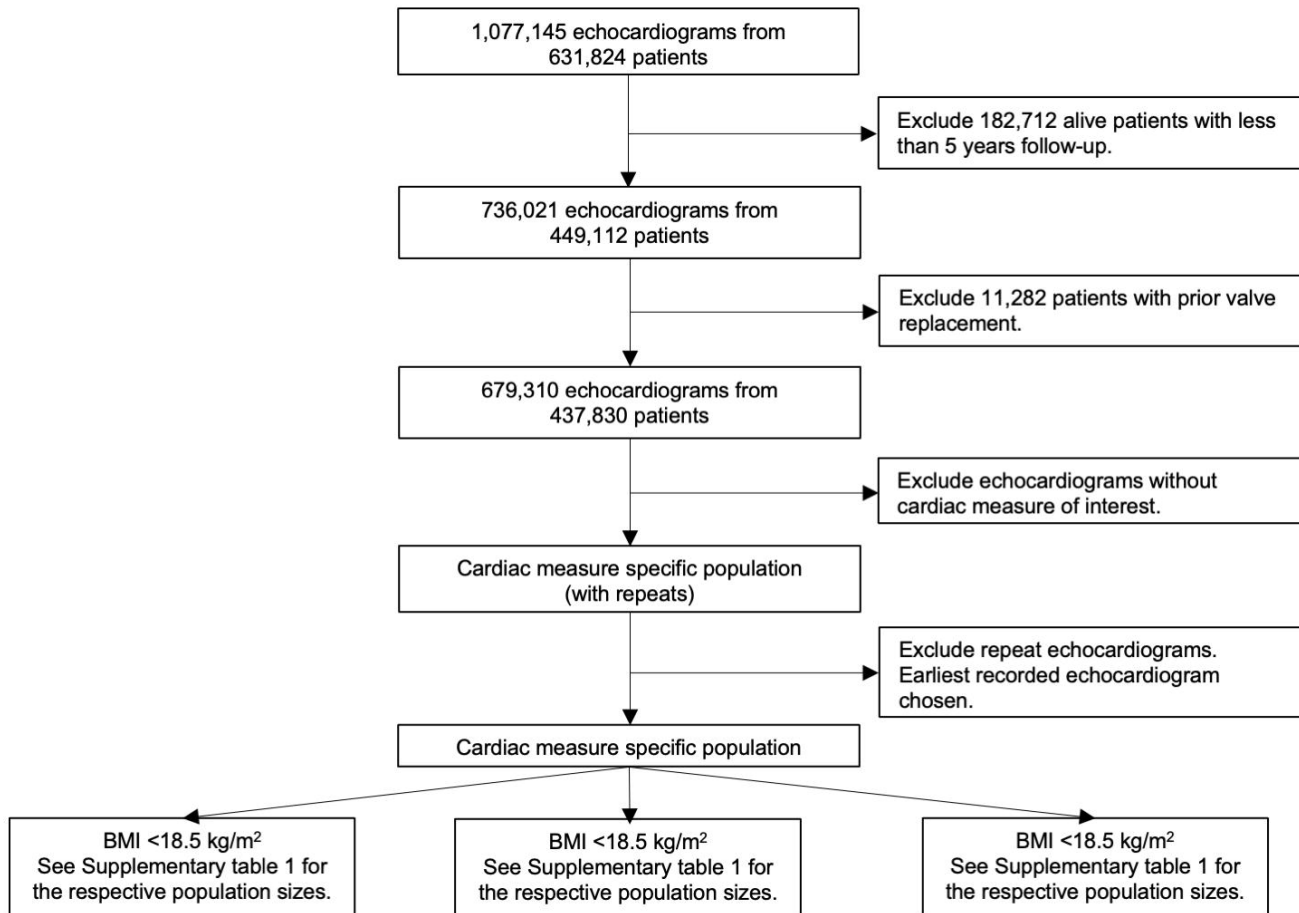 1,077,145 echocardiograms from
631,824 patients
Exclude 182,712 alive patients with less
than 5 years follow-up.
736,021 echocardiograms from
449,112 patients
Exclude 11,282 patients with prior valve
replacement.
679,310 echocardiograms from
437,830 patients
Exclude echocardiograms without
cardiac measure of interest.
Cardiac measure specific population
(with repeats)
Exclude repeat echocardiograms.
Earliest recorded echocardiogram
chosen.
Cardiac measure specific population
BMI <18.5 kg/m²
See Supplementary table 1 for
the respective population sizes.
BMI <18.5 kg/m²
See Supplementary table 1 for
the respective population sizes.
BMI <18.5 kg/m²
See Supplementary table 1 for
the respective population sizes.